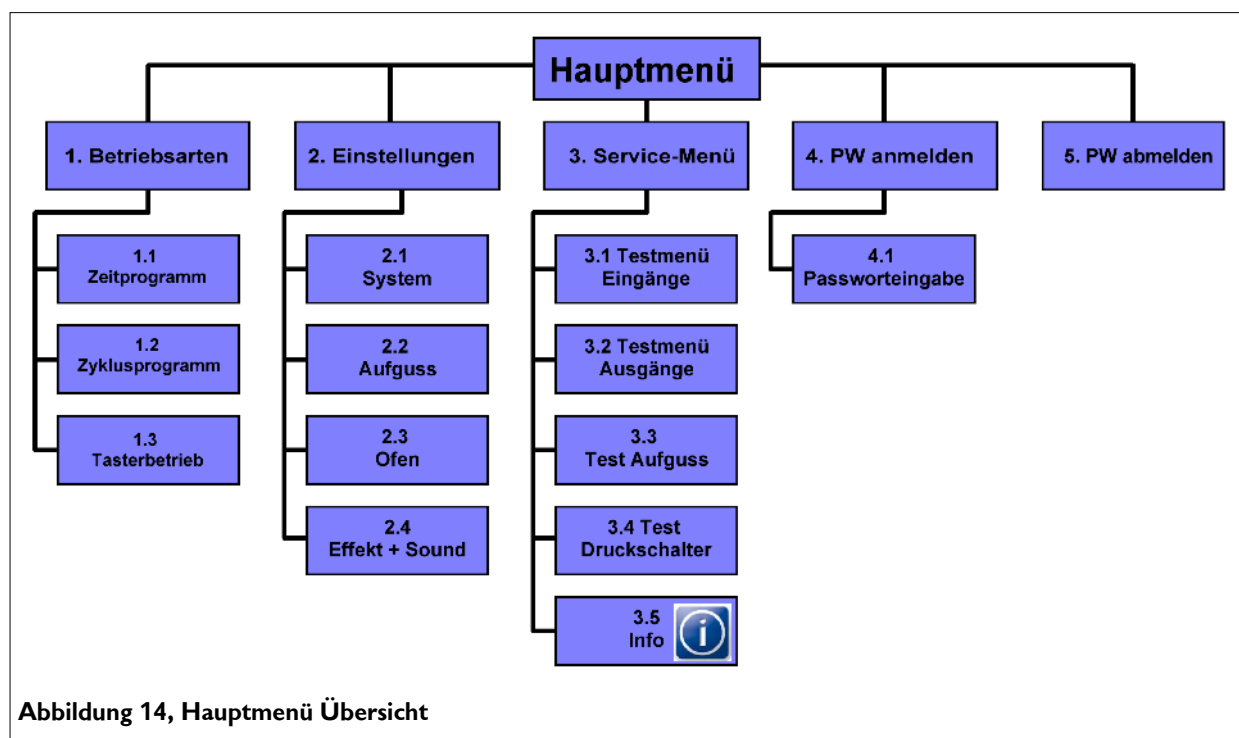 Hauptmenü
1. Betriebsarten
2. Einstellungen
3. Service-Menü
4. PW anmelden
5. PW abmelden
1.1
Zeitprogramm
1.2
Zyklusprogramm
1.3
Tasterbetrieb
2.1
System
2.2
Aufguss
2.3
Ofen
2.4
Effekt + Sound
3.1 Testmenü
Eingänge
3.2 Testmenü
Ausgänge
3.3
Test Aufguss
3.4 Test
Druckschalter
3.5
Info
i
4.1
Passworteingabe
Abbildung 14, Hauptmenü Übersicht